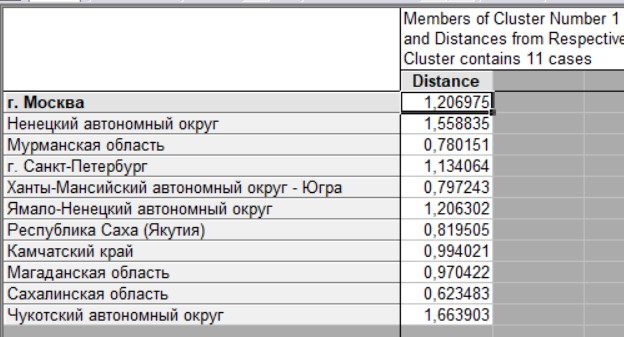 Members of Cluster Number 1
and Distances from Respective
Cluster contains 11 cases
Distance
г. Москва 1,206975
Ненецкий автономный округ 1,558835
Мурманская область 0,780151
г. Санкт-Петербург 1,134064
Ханты-Мансийский автономный округ - Югра 0,797243
Ямало-Ненецкий автономный округ 1,206302
Республика Саха (Якутия) 0,819505
Камчатский край 0,994021
Магаданская область 0,970422
Сахалинская область 0,623483
Чукотский автономный округ 1,663903